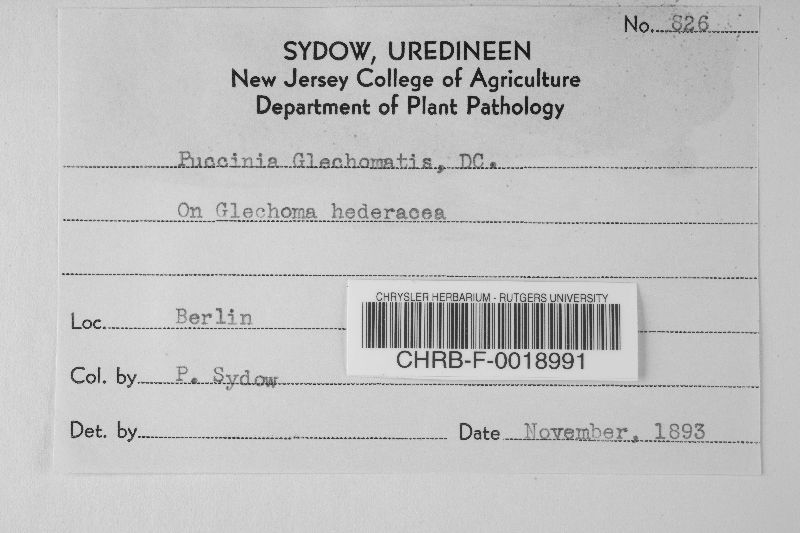 No. 826
SYDOW, UREDINEEN
New Jersey College of Agriculture
Department of Plant Pathology
Puccinia Glechomatis, DC.
On Glechoma hederacea
Loc. Berlin
CHRYSLER HERBARIUM - RUTGERS UNIVERSITY
CHRB-F-0018991
Col. by P. Sydow
Det. by
Date November, 1893